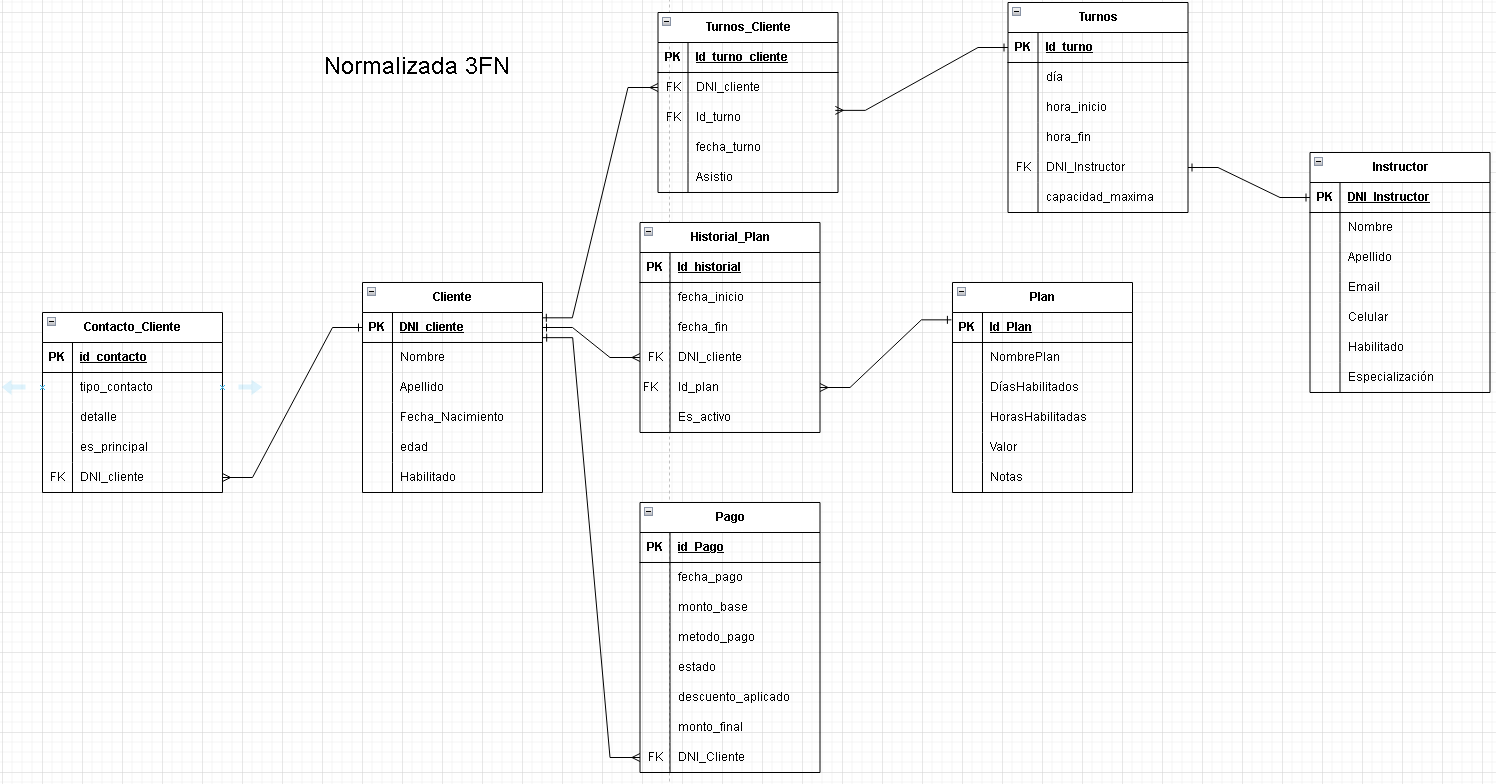 Normalizada 3FN
Turnos_Cliente
PK Id_turno_cliente
FK DNI_cliente
FK Id_turno
fecha_turno
Asistio
Turnos
PK Id_turno
día
hora_inicio
hora_fin
FK DNI_Instructor
capacidad_maxima
Instructor
PK DNI_Instructor
Nombre
Apellido
Email
Celular
Habilitado
Especialización
Historial_Plan
PK Id_historial
fecha_inicio
fecha_fin
FK DNI_cliente
FK Id_plan
Es_activo
Plan
PK Id_Plan
NombrePlan
DíasHabilitados
HorasHabilitadas
Valor
Notas
Cliente
PK DNI_cliente
Nombre
Apellido
Fecha_Nacimiento
edad
Habilitado
Contacto_Cliente
PK id_contacto
tipo_contacto
detalle
es_principal
FK DNI_cliente
Pago
PK id_Pago
fecha_pago
monto_base
metodo_pago
estado
descuento_aplicado
monto_final
FK DNI_Cliente